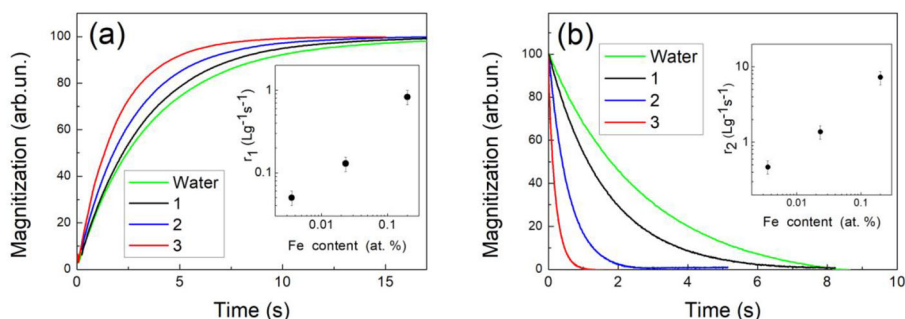 (a)
Magnitization (arb.un.)
100
80
60
40
20
0
0 5 10 15
Time (s)
Water
1
2
3
r1 (Lg-1s-1)
1
0.1
0.01 0.1
Fe content (at. %)
(b)
Magnitization (arb.un.)
100
80
60
40
20
0
0 2 4 6 8 10
Time (s)
Water
1
2
3
r2 (Lg-1s-1)
10
1
0.01 0.1
Fe content (at. %)